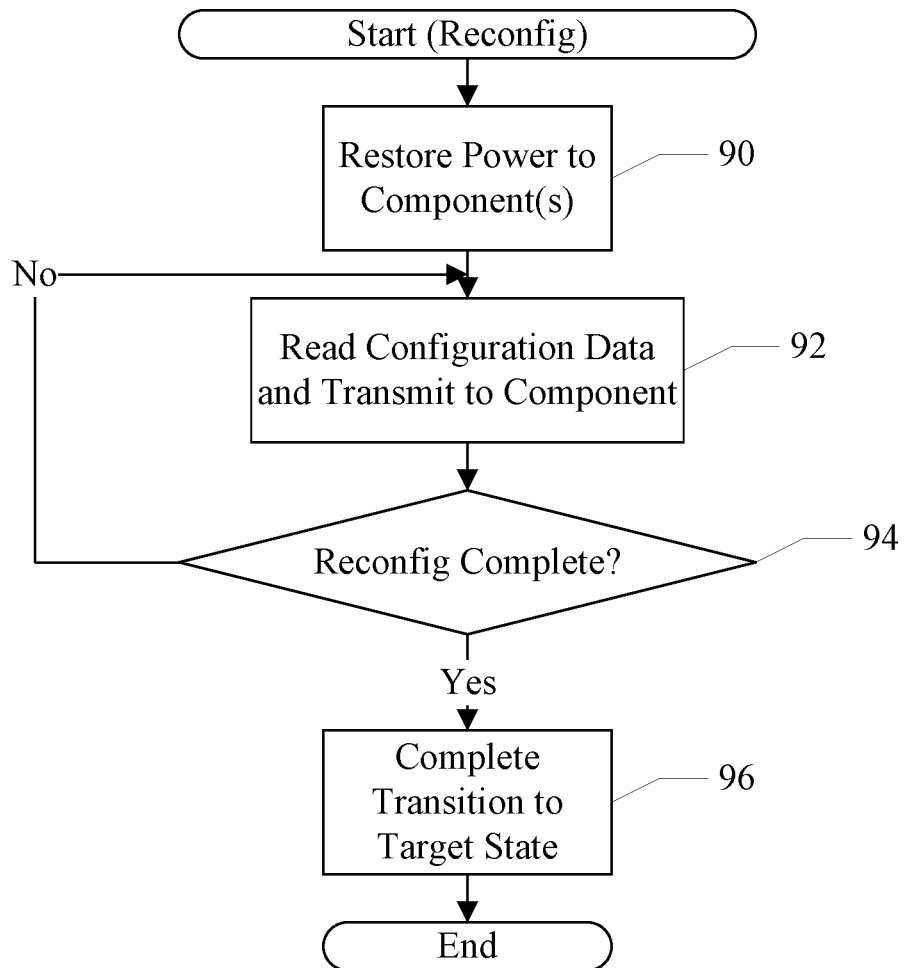 Start (Reconfig)
Restore Power to
Component(s)
90
No
Read Configuration Data
and Transmit to Component
92
Reconfig Complete?
94
Yes
Complete
Transition to
Target State
96
End